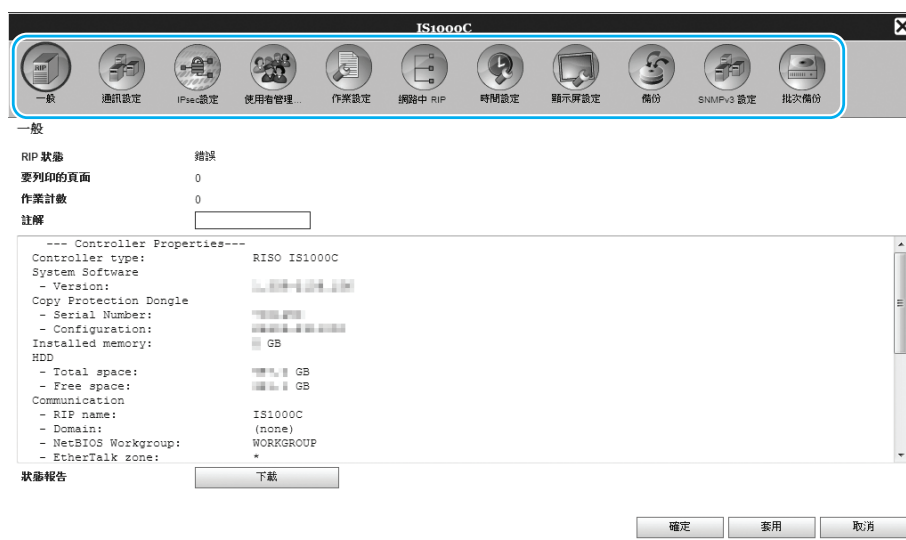 IS1000C
RIP
一般
通訊設定
IPsec設定
使用者管理...
作業設定
網路中 RIP
時間設定
顯示屏設定
備份
SNMPv3 設定
批次備份
一般
RIP 狀態 錯誤
要列印的頁面 0
作業計數 0
註解
--- Controller Properties---
Controller type: RISO IS1000C
System Software
- Version:
Copy Protection Dongle
- Serial Number:
- Configuration:
Installed memory: GB
HDD
- Total space: GB
- Free space: GB
Communication
- RIP name: IS1000C
- Domain: (none)
- NetBIOS Workgroup: WORKGROUP
- EtherTalk zone: *
狀態報告 下載
確定 套用 取消